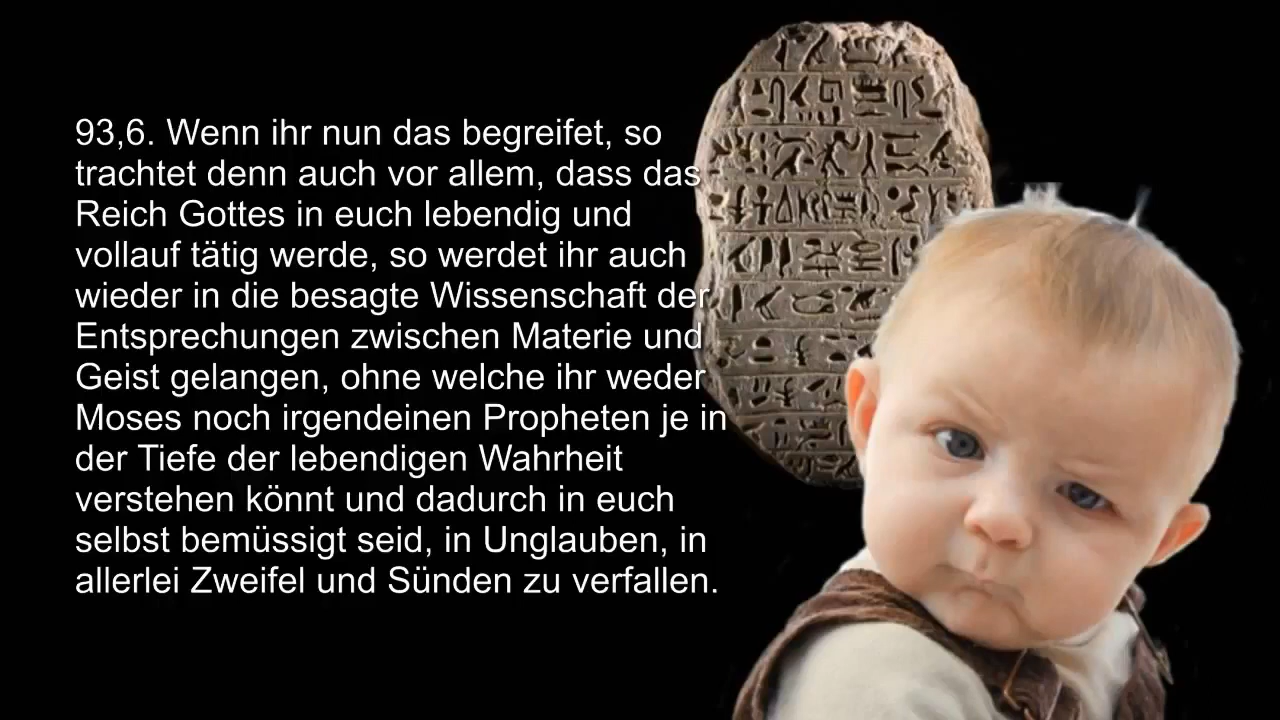 93,6. Wenn ihr nun das begreifet, so
trachtet denn auch vor allem, dass das
Reich Gottes in euch lebendig und
vollauf tätig werde, so werdet ihr auch
wieder in die besagte Wissenschaft der
Entsprechungen zwischen Materie und
Geist gelangen, ohne welche ihr weder
Moses noch irgendeinen Propheten je in
der Tiefe der lebendigen Wahrheit
verstehen könnt und dadurch in euch
selbst bemüssigt seid, in Unglauben, in
allerlei Zweifel und Sünden zu verfallen.